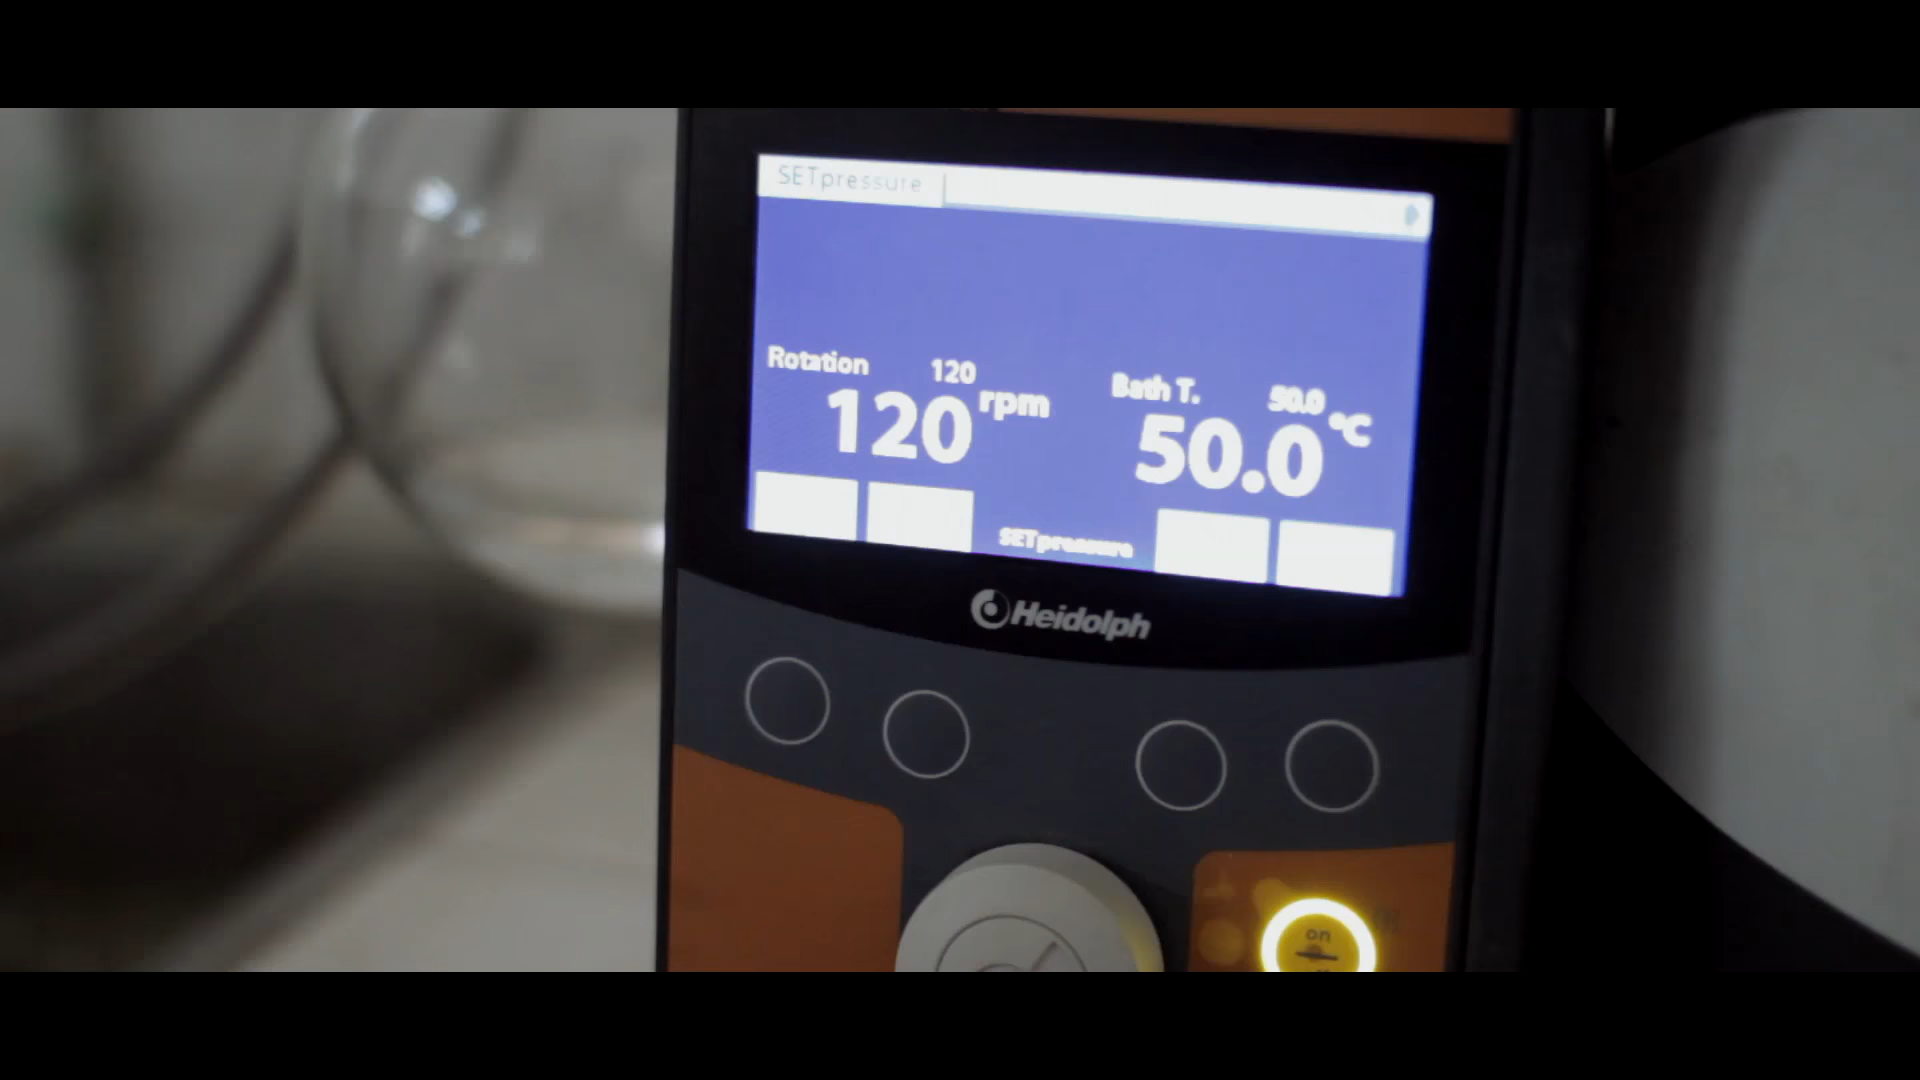 SETpressure
Rotation 120
120 rpm
Bath T. 50.0
50.0 °C
SETpressure
Heidolph
on